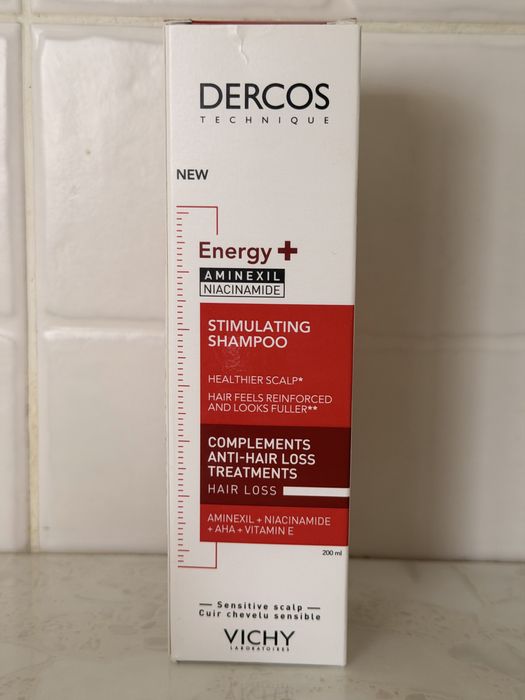 DERCOS
TECHNIQUE
NEW
Energy +
AMINEXIL
NIACINAMIDE
STIMULATING
SHAMPOO
HEALTHIER SCALP*
HAIR FEELS REINFORCED
AND LOOKS FULLER**
COMPLEMENTS
ANTI-HAIR LOSS
TREATMENTS
HAIR LOSS
AMINEXIL + NIACINAMIDE
+ AHA + VITAMIN E
200 ml
— Sensitive scalp —
Cuir chevelu sensible
VICHY
LABORATOIRES